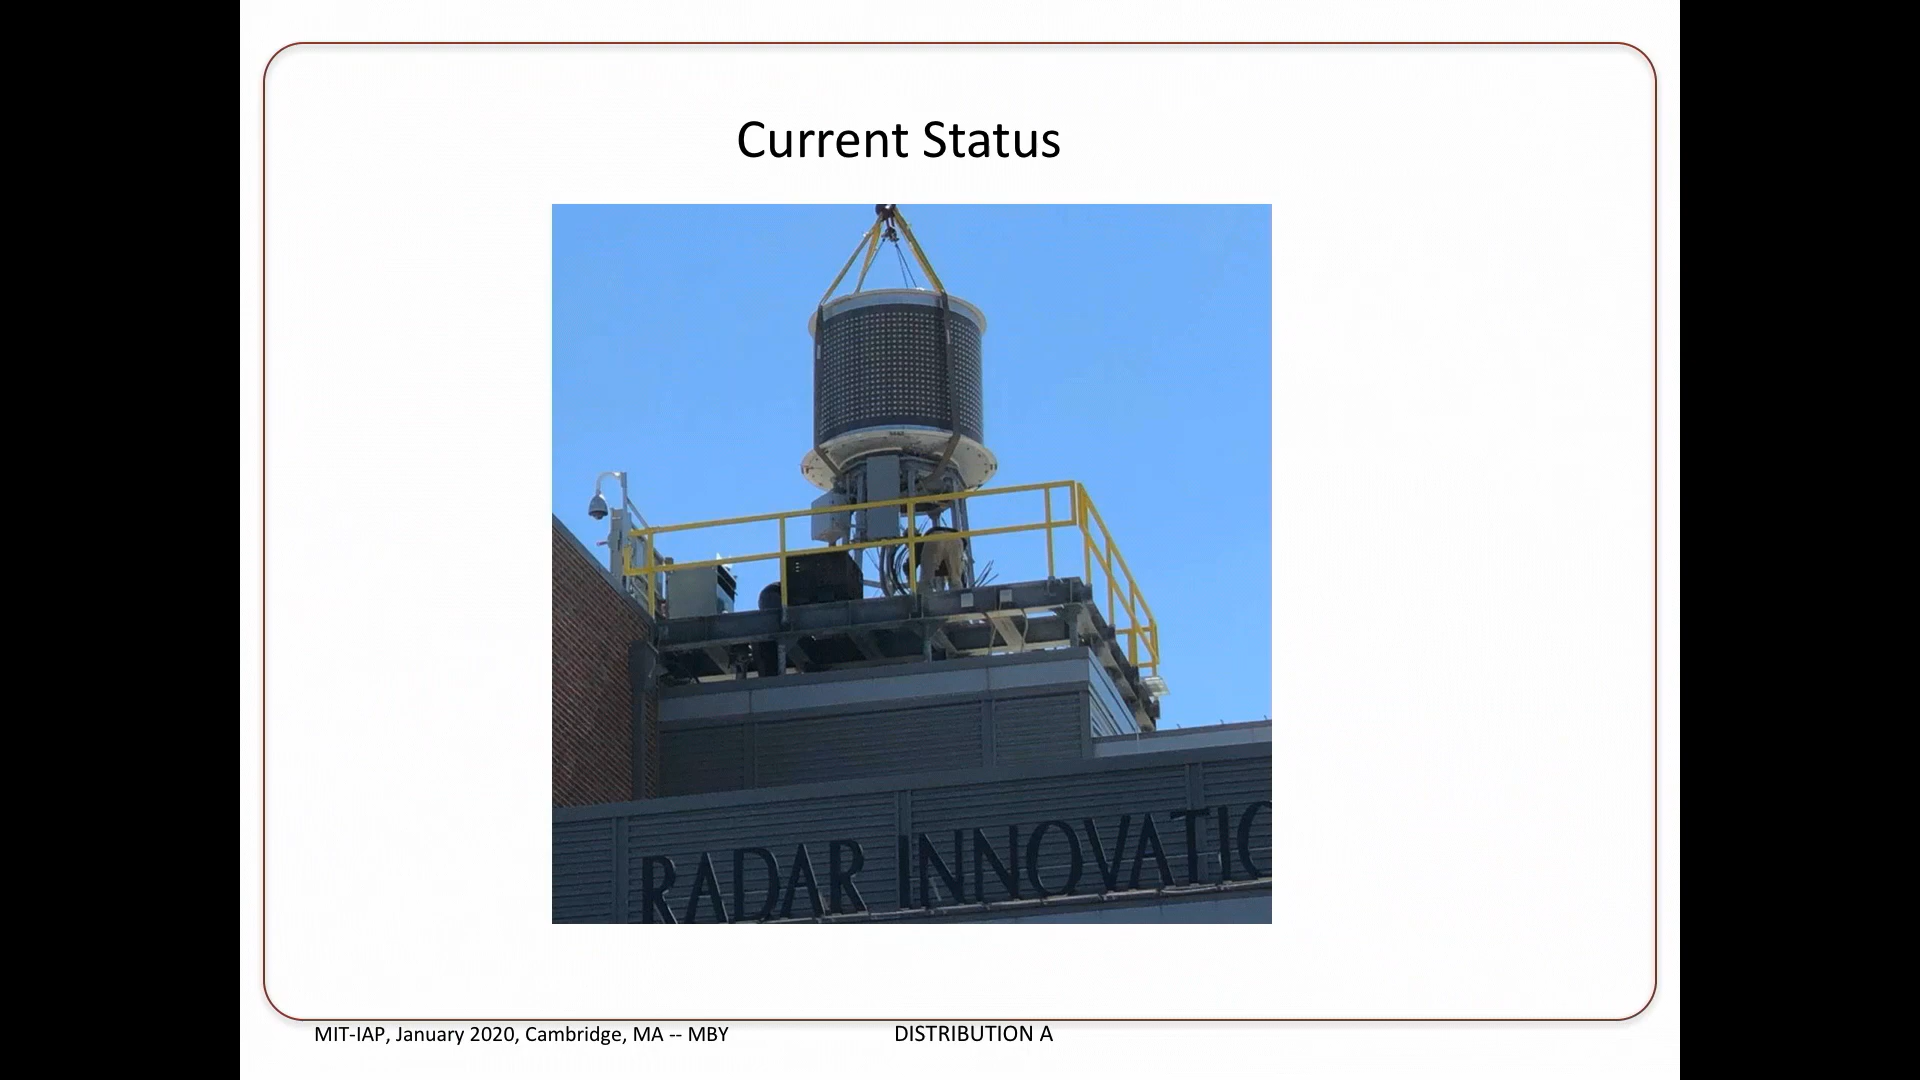 Current Status
RADAR INNOVATIO
MIT-IAP, January 2020, Cambridge, MA -- MBY
DISTRIBUTION A